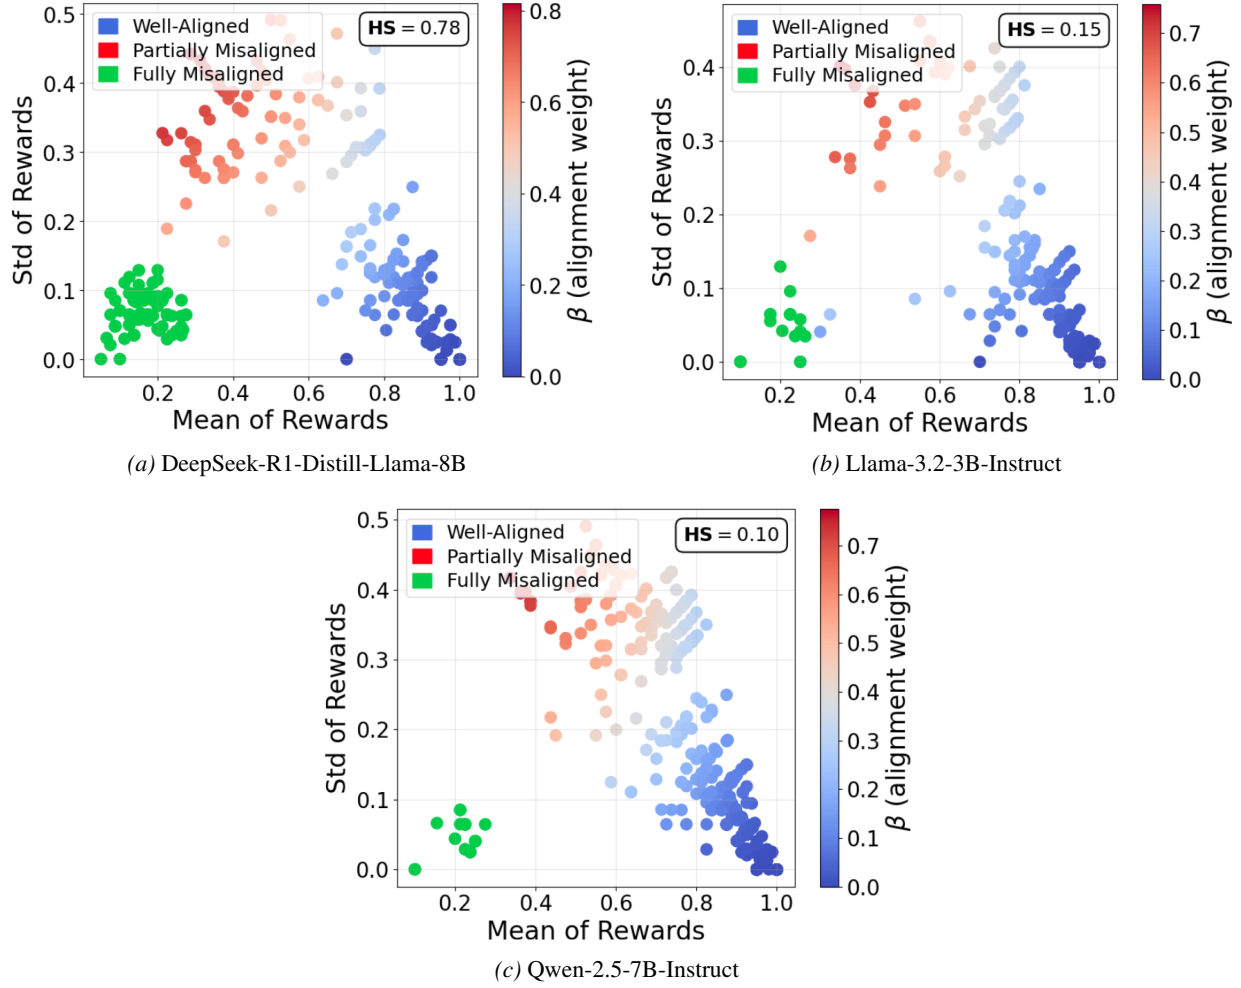 0.5
0.4
0.3
0.2
0.1
0.0
Std of Rewards
Well-Aligned
Partially Misaligned
Fully Misaligned
HS = 0.78
0.2
0.4
0.6
0.8
1.0
Mean of Rewards
0.8
0.6
0.4
0.2
0.0
β (alignment weight)
(a) DeepSeek-R1-Distill-Llama-8B
0.4
0.3
0.2
0.1
0.0
Std of Rewards
Well-Aligned
Partially Misaligned
Fully Misaligned
HS = 0.15
0.2
0.4
0.6
0.8
1.0
Mean of Rewards
0.7
0.6
0.5
0.4
0.3
0.2
0.1
0.0
β (alignment weight)
(b) Llama-3.2-3B-Instruct
0.5
0.4
0.3
0.2
0.1
0.0
Std of Rewards
Well-Aligned
Partially Misaligned
Fully Misaligned
HS = 0.10
0.2
0.4
0.6
0.8
1.0
Mean of Rewards
0.7
0.6
0.5
0.4
0.3
0.2
0.1
0.0
β (alignment weight)
(c) Qwen-2.5-7B-Instruct